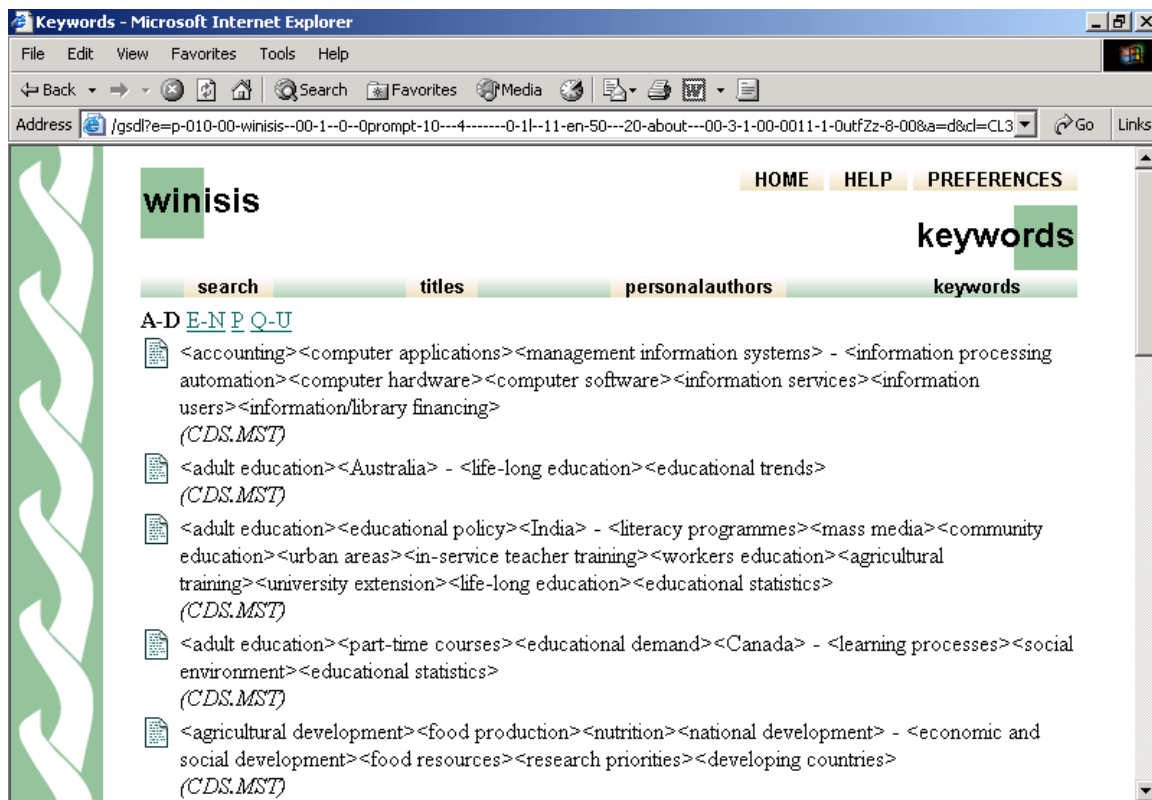 Keywords - Microsoft Internet Explorer
File Edit View Favorites Tools Help
Back Search Favorites Media
Address /gsdl?e=p-010-00-winisis--00-1--0--0prompt-10---4-------0-1l--11-en-50---20-about---00-3-1-00-0011-1-0utfZz-8-00&a=d&cl=CL3 Go Links
HOME HELP PREFERENCES
winisis
keywords
search titles personalauthors keywords
A-D E-N P Q-U
<accounting><computer applications><management information systems> - <information processing
automation><computer hardware><computer software><information services><information
users><information/library financing>
(CDS.MST)
<adult education><Australia> - <life-long education><educational trends>
(CDS.MST)
<adult education><educational policy><India> - <literacy programmes><mass media><community
education><urban areas><in-service teacher training><workers education><agricultural
training><university extension><life-long education><educational statistics>
(CDS.MST)
<adult education><part-time courses><educational demand><Canada> - <learning processes><social
environment><educational statistics>
(CDS.MST)
<agricultural development><food production><nutrition><national development> - <economic and
social development><food resources><research priorities><developing countries>
(CDS.MST)